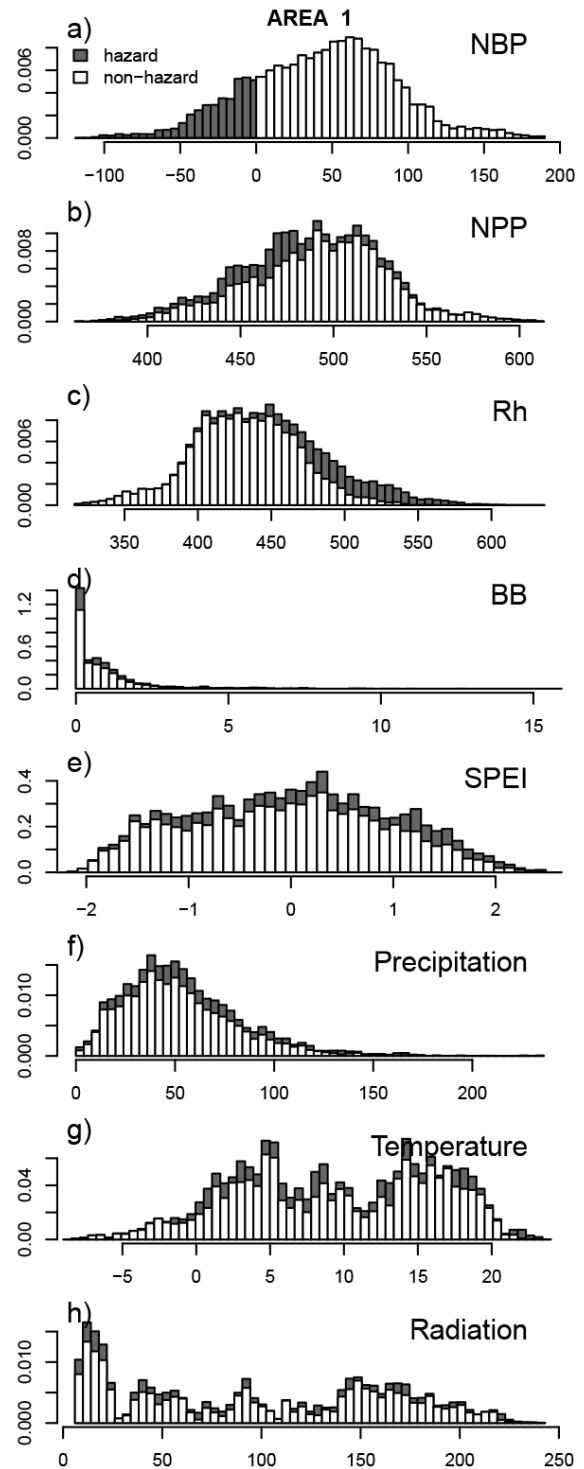 AREA 1
a)
NBP
hazard
non−hazard
0.006
0.000
−100 −50 0 50 100 150 200
b)
NPP
0.008
0.000
400 450 500 550 600
c)
Rh
0.006
0.000
350 400 450 500 550 600
d)
BB
1.2
0.6
0.0
0 5 10 15
e)
SPEI
0.4
0.2
0.0
−2 −1 0 1 2
f)
Precipitation
0.010
0.000
0 50 100 150 200
g)
Temperature
0.04
0.00
−5 0 5 10 15 20
h)
Radiation
0.010
0.000
0 50 100 150 200 250